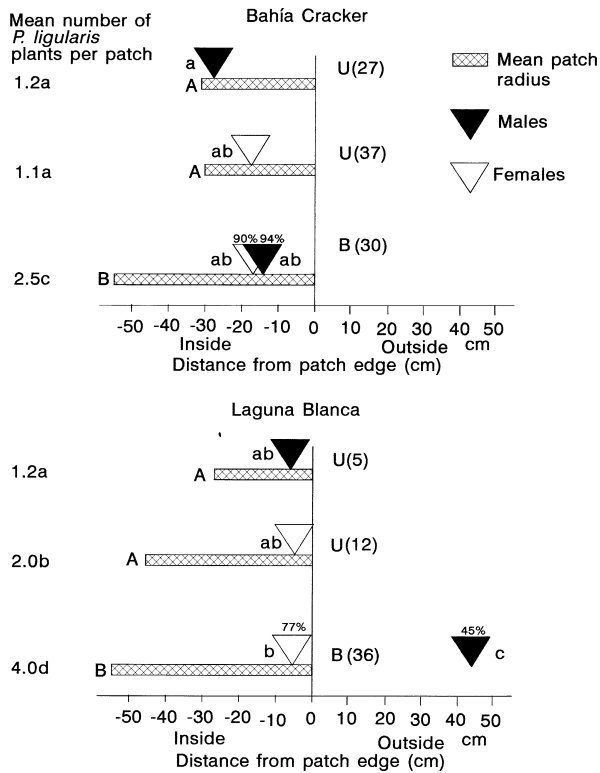 Mean number of
P. ligularis
plants per patch
Bahía Cracker
1.2a
a
A
U(27)
Mean patch
radius
Males
Females
1.1a
ab
A
U(37)
90% 94%
ab ab
2.5c
B
B (30)
-50 -40 -30 -20 -10 0 10 20 30 40 50
Inside Outside cm
Distance from patch edge (cm)
Laguna Blanca
1.2a
ab
A
U(5)
2.0b
ab
A
U(12)
77% 45%
4.0d
b
B
B (36)
c
-50 -40 -30 -20 -10 0 10 20 30 40 50
Inside Outside cm
Distance from patch edge (cm)